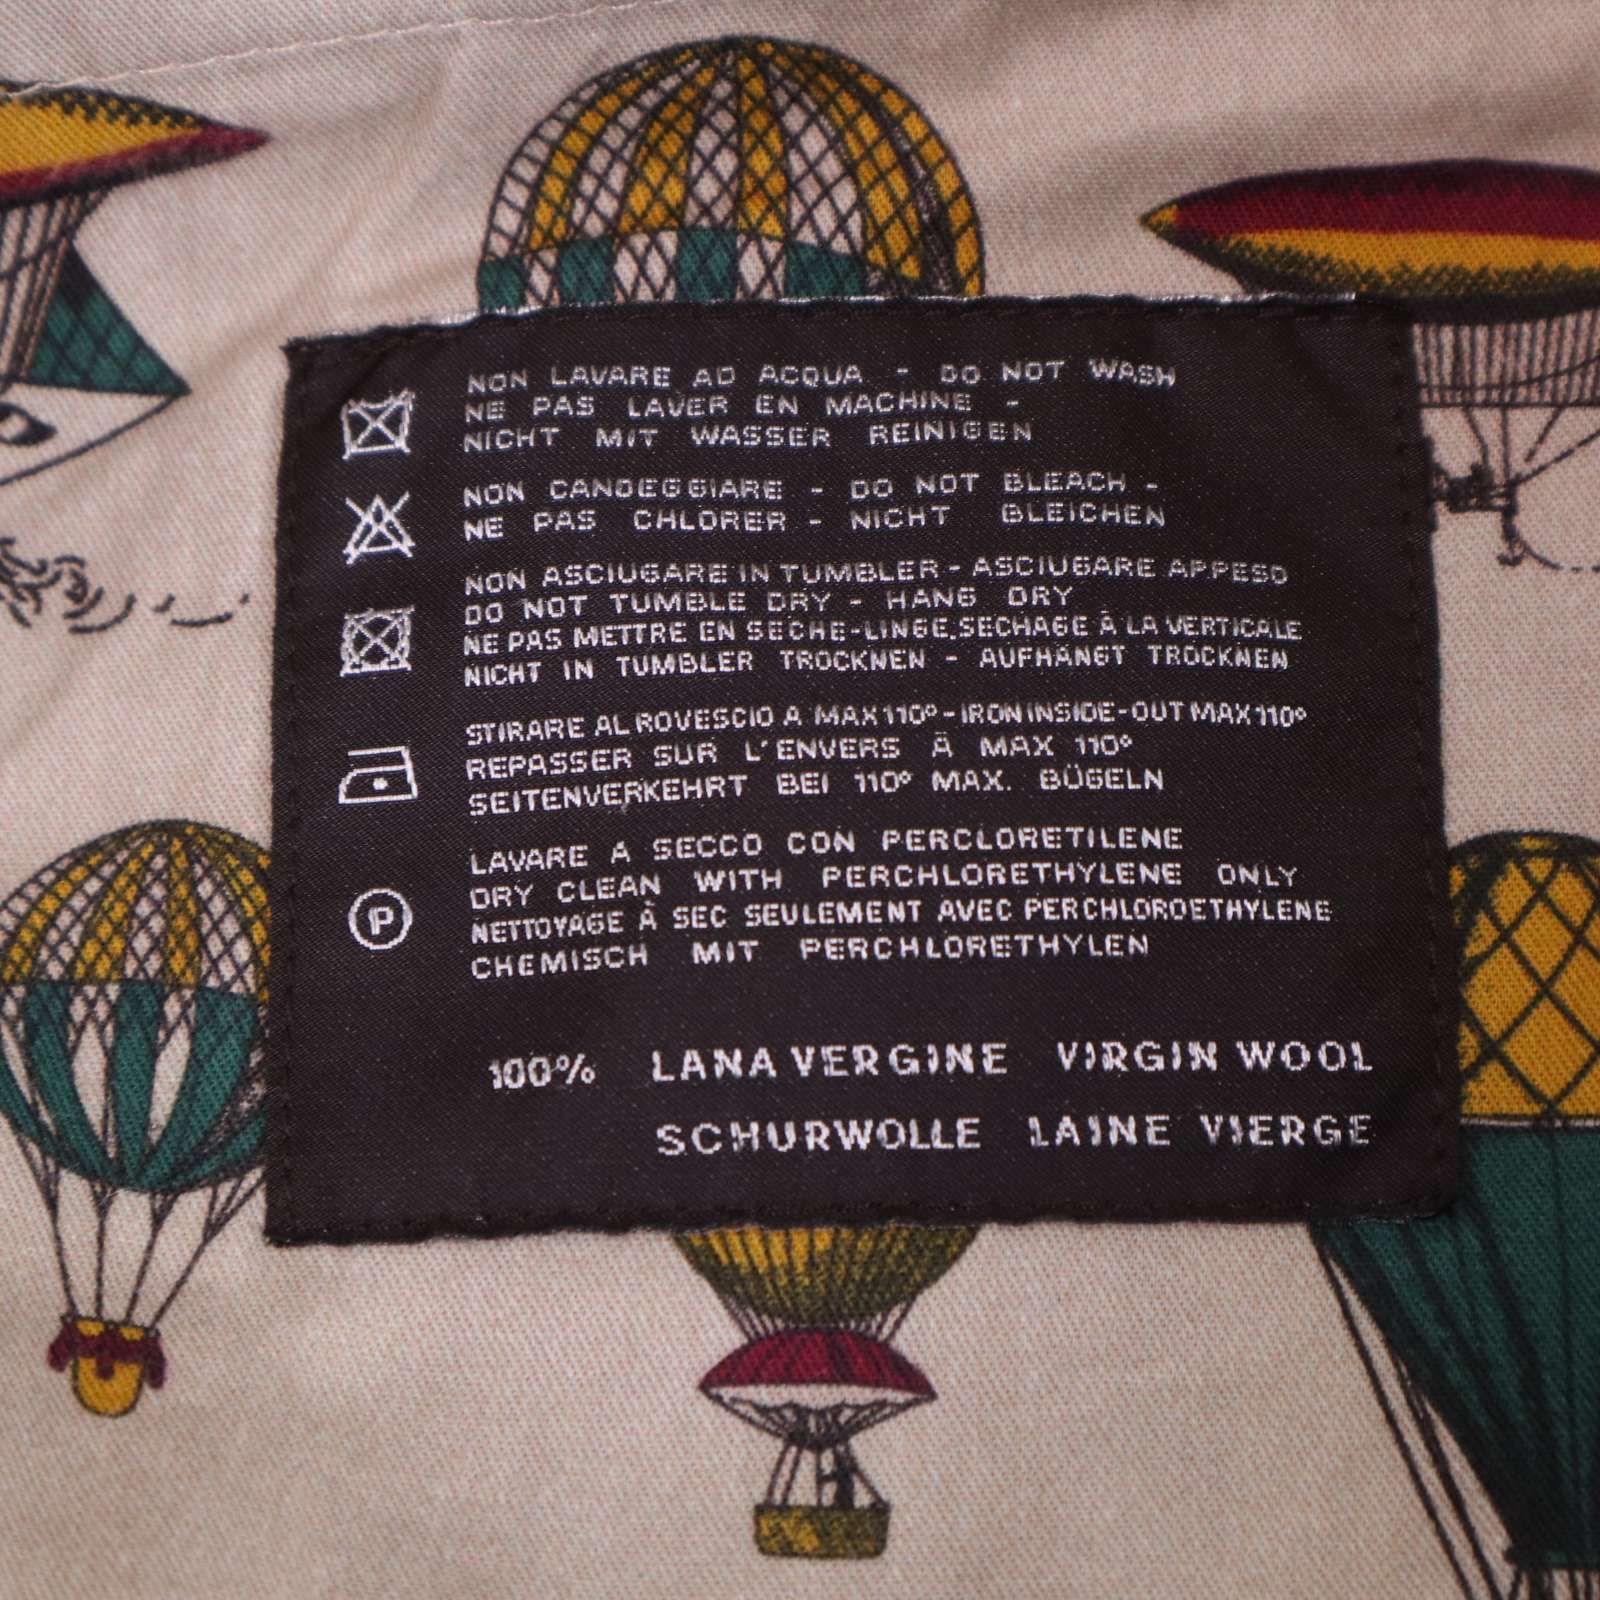 NON LAVARE AD ACQUA - DO NOT WASH
NE PAS LAVER EN MACHINE -
NICHT MIT WASSER REINIGEN
NON CANDEGGIARE - DO NOT BLEACH -
NE PAS CHLORER - NICHT BLEICHEN
NON ASCIUGARE IN TUMBLER - ASCIUGARE APPESO
DO NOT TUMBLE DRY - HANG DRY
NE PAS METTRE EN SECHE-LINGE, SECHAGE À LA VERTICALE
NICHT IN TUMBLER TROCKNEN - AUFHÄNGT TROCKNEN
STIRARE AL ROVESCIO A MAX 110° - IRON INSIDE-OUT MAX 110°
REPASSER SUR L'ENVERS À MAX 110°
SEITENVERKEHRT BEI 110° MAX. BÜGELN
P
LAVARE A SECCO CON PERCLORETILENE
DRY CLEAN WITH PERCHLORETHYLENE ONLY
NETTOYAGE À SEC SEULEMENT AVEC PERCHLOROETHYLENE
CHEMISCH MIT PERCHLORETHYLEN
100% LANA VERGINE VIRGIN WOOL
SCHURWOLLE LAINE VIERGE